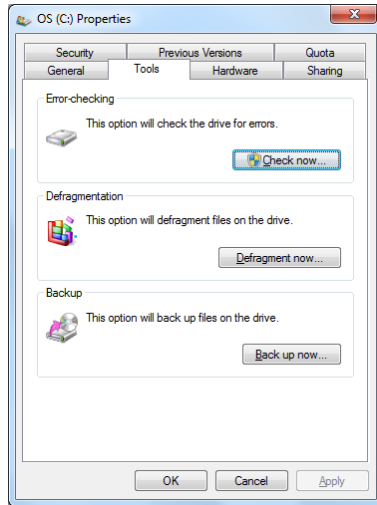 OS (C:) Properties
Security Previous Versions Quota
General Tools Hardware Sharing
Error-checking
This option will check the drive for errors.
Check now...
Defragmentation
This option will defragment files on the drive.
Defragment now...
Backup
This option will back up files on the drive.
Back up now...
OK Cancel Apply